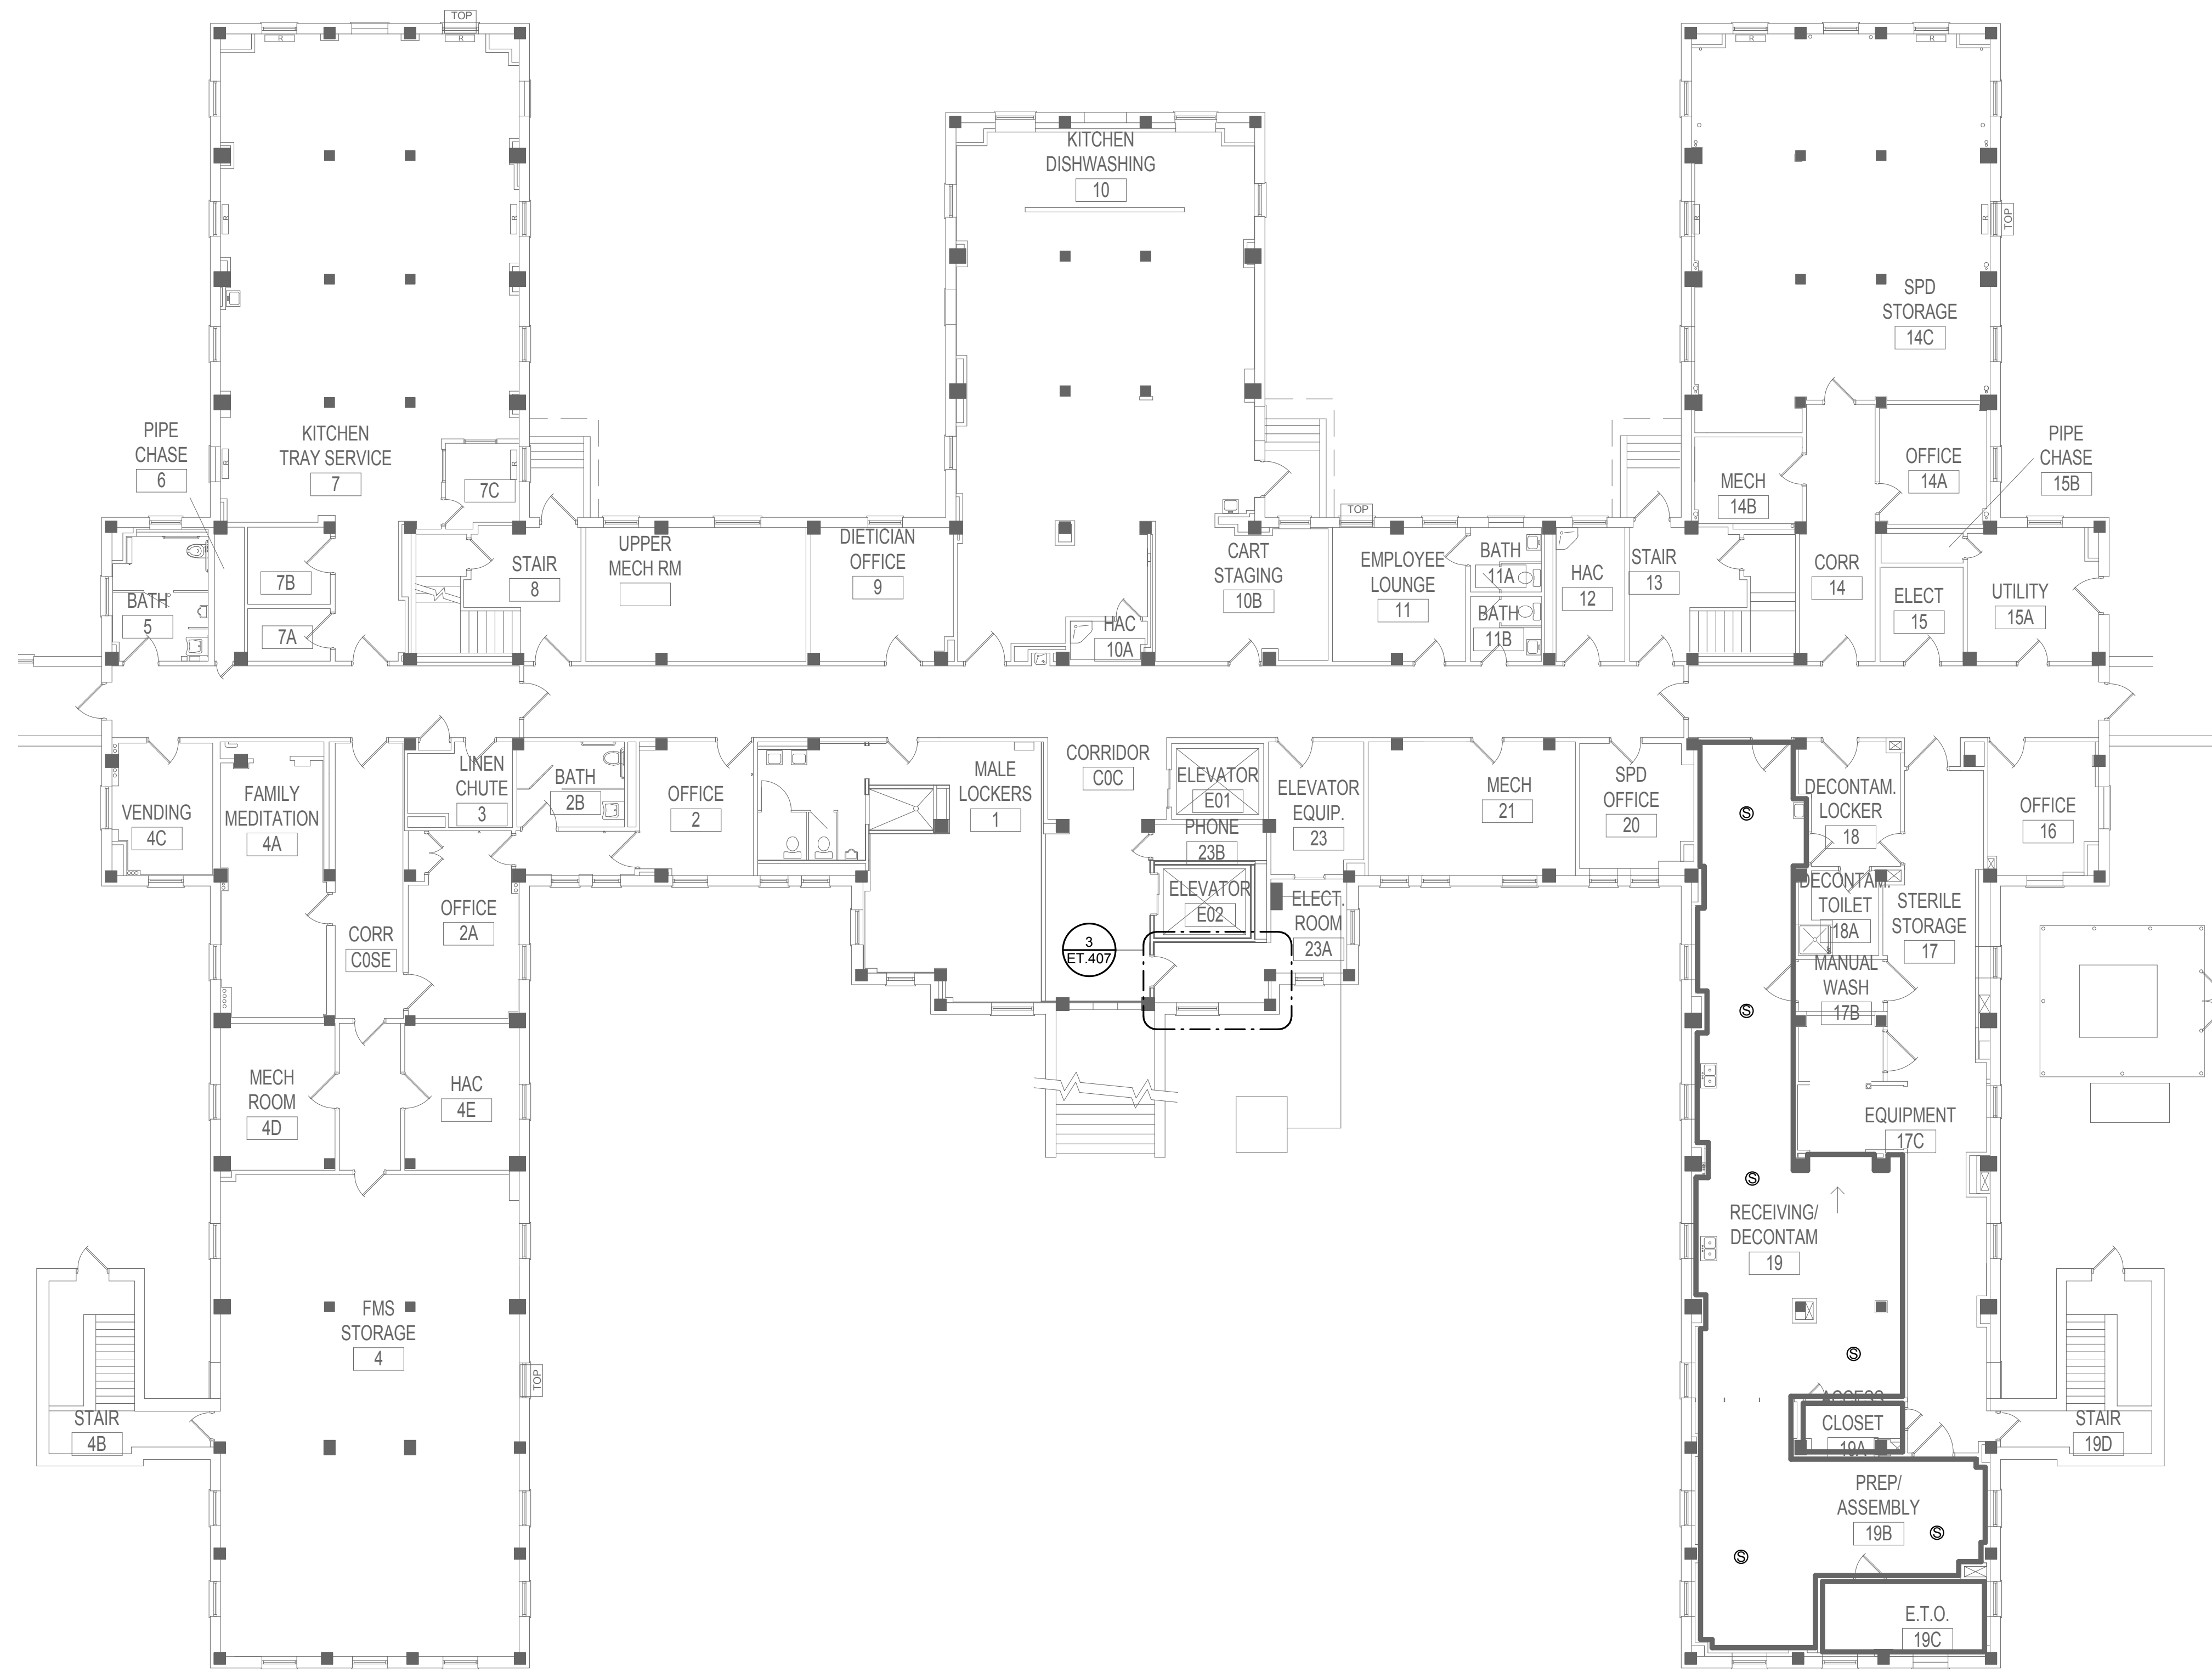 TOP
R
R
R
R
KITCHEN
DISHWASHING
10
R
R
R
R
TOP
SPD
STORAGE
14C
PIPE
CHASE
6
KITCHEN
TRAY SERVICE
7
R
R
7C
OFFICE
14A
MECH
14B
PIPE
CHASE
15B
TOP
BATH
5
7B
7A
STAIR
8
UPPER
MECH RM
DIETICIAN
OFFICE
9
HAC
10A
CART
STAGING
10B
EMPLOYEE
LOUNGE
11
BATH
11A
BATH
11B
HAC
12
STAIR
13
CORR
14
ELECT
15
UTILITY
15A
VENDING
4C
FAMILY
MEDITATION
4A
LINEN
CHUTE
3
BATH
2B
OFFICE
2
MALE
LOCKERS
1
CORRIDOR
C0C
ELEVATOR
E01
PHONE
23B
ELEVATOR
EQUIP.
23
MECH
21
SPD
OFFICE
20
S
DECONTAM.
LOCKER
18
OFFICE
16
CORR
C0SE
OFFICE
2A
ELEVATOR
E02
ELECT.
ROOM
23A
3
ET.407
DECONTAM.
TOILET
18A
STERILE
STORAGE
17
MANUAL
WASH
17B
S
MECH
ROOM
4D
HAC
4E
EQUIPMENT
17C
S
RECEIVING/
DECONTAM
19
FMS
STORAGE
4
TOP
S
STAIR
4B
ACCESS
CLOSET
19A
STAIR
19D
PREP/
ASSEMBLY
19B
S
S
E.T.O.
19C